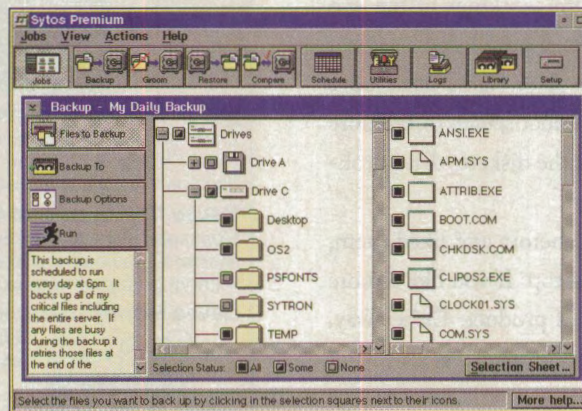 Sytos Premium
Jobs View Actions Help
Jobs Backup Groom Restore Compare Schedule Utilities Logs Library Setup
Backup - My Daily Backup
Files to Backup
Backup To
Backup Options
Run
This backup is
scheduled to run
every day at 6pm. It
backs up all of my
critical files including
the entire server. If
any files are busy
during the backup it
retries those files at
the end of the
Drives
Drive A
Drive C
Desktop
OS2
PSFONTS
SYTRON
TEMP
ANSI.EXE
APM.SYS
ATTRIB.EXE
BOOT.COM
CHKDSK.COM
CLIPOS2.EXE
CLOCK01.SYS
COM.SYS
Selection Status: All Some None
Selection Sheet...
Select the files you want to back up by clicking in the selection squares next to their icons. More help...